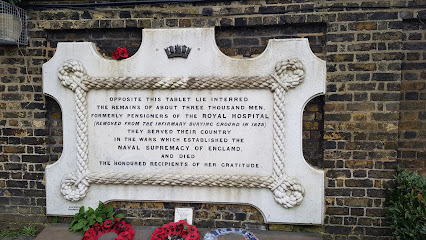 OPPOSITE THIS TABLET LIE INTERRED
THE REMAINS OF ABOUT THREE THOUSAND MEN,
FORMERLY PENSIONERS OF THE ROYAL HOSPITAL
(REMOVED FROM THE INFIRMARY BURYING GROUND IN 1875)
THEY SERVED THEIR COUNTRY
IN THE WARS WHICH ESTABLISHED THE
NAVAL SUPREMACY OF ENGLAND,
AND DIED
THE HONOURED RECIPIENTS OF HER GRATITUDE.